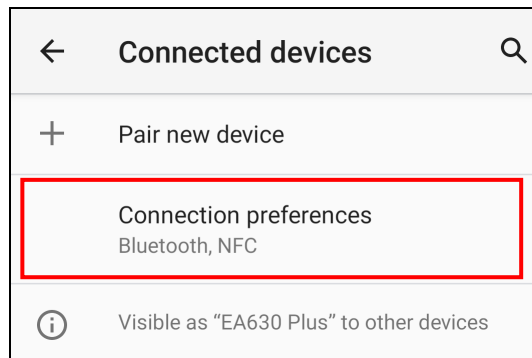 Connected devices
Pair new device
Connection preferences
Bluetooth, NFC
Visible as “EA630 Plus” to other devices